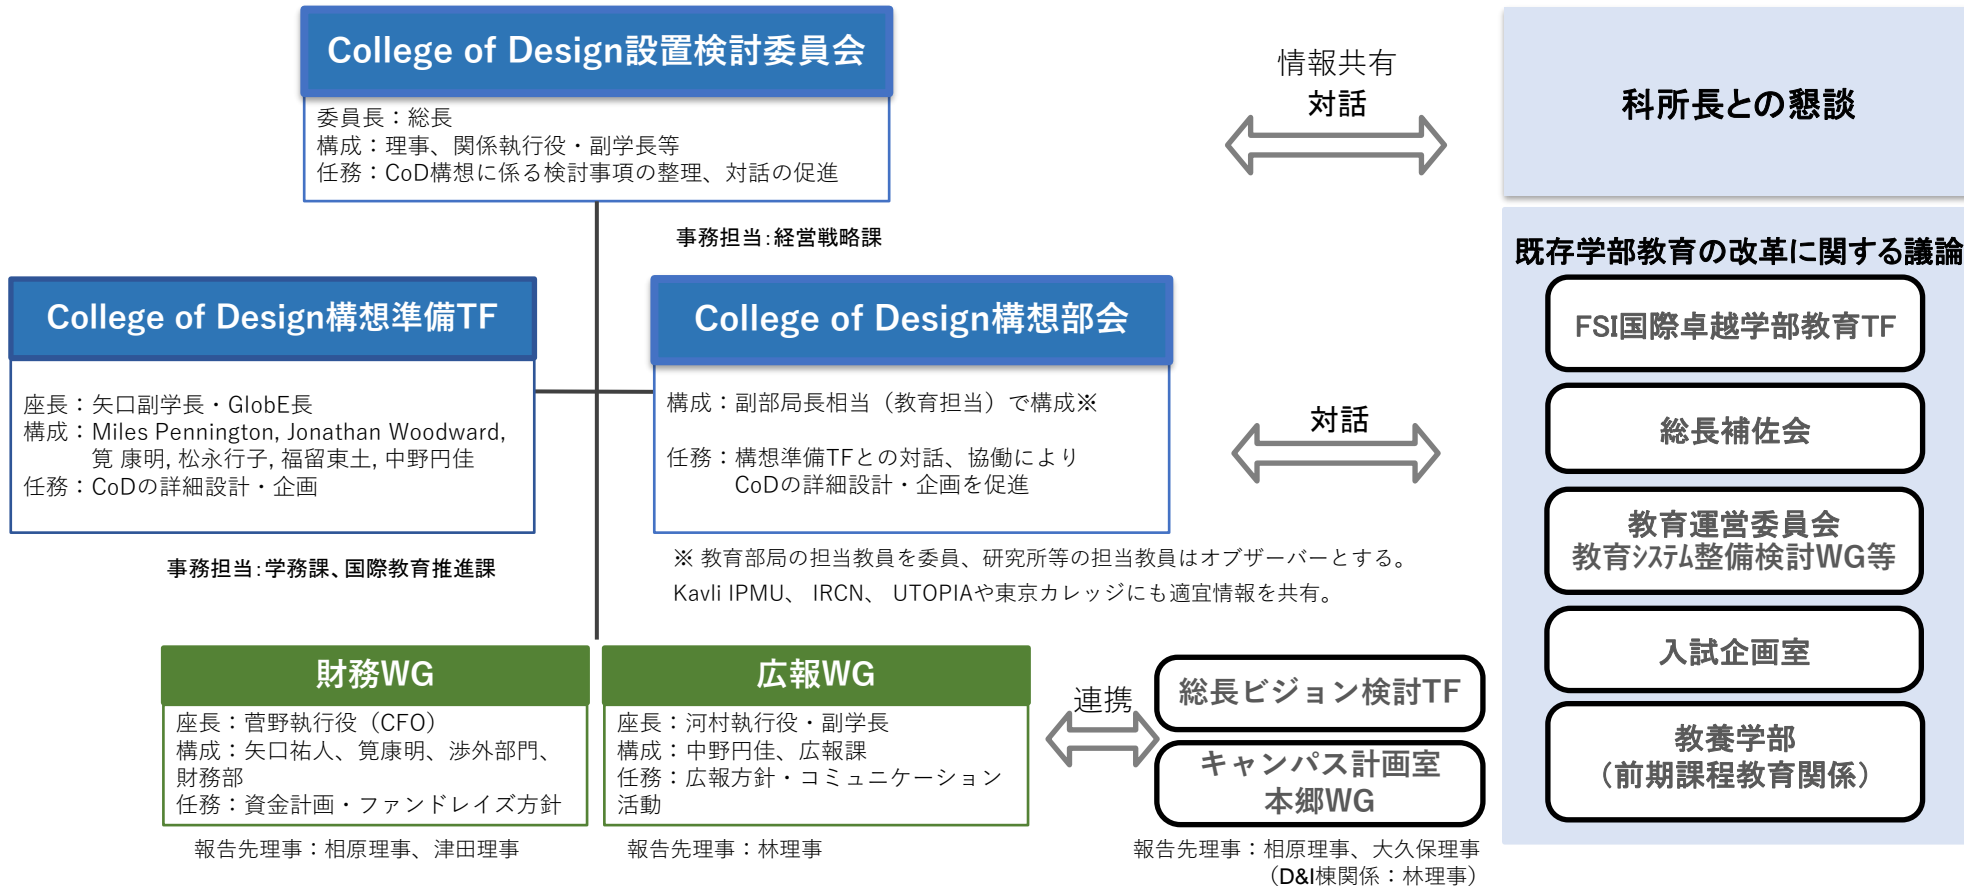 College of Design設置検討委員会
委員長：総長
構成：理事、関係執行役・副学長等
任務：CoD構想に係る検討事項の整理、対話の促進
情報共有
対話
科所長との懇談
事務担当：経営戦略課
College of Design構想準備TF
座長：矢口副学長・GlobE長
構成：Miles Pennington, Jonathan Woodward,
筧 康明, 松永行子, 福留東土, 中野円佳
任務：CoDの詳細設計・企画
事務担当：学務課、国際教育推進課
College of Design構想部会
構成：副部局長相当（教育担当）で構成※
任務：構想準備TFとの対話、協働により
CoDの詳細設計・企画を促進
※ 教育部局の担当教員を委員、研究所等の担当教員はオブザーバーとする。
Kavli IPMU、 IRCN、 UTOPIAや東京カレッジにも適宜情報を共有。
対話
既存学部教育の改革に関する議論
FSI国際卓越学部教育TF
総長補佐会
教育運営委員会
教育ｼｽﾃﾑ整備検討WG等
入試企画室
教養学部
（前期課程教育関係）
財務WG
座長：菅野執行役（CFO）
構成：矢口祐人、筧康明、渉外部門、
財務部
任務：資金計画・ファンドレイズ方針
報告先理事：相原理事、津田理事
広報WG
座長：河村執行役・副学長
構成：中野円佳、広報課
任務：広報方針・コミュニケーション
活動
報告先理事：林理事
連携
総長ビジョン検討TF
キャンパス計画室
本郷WG
報告先理事：相原理事、大久保理事
（D&I棟関係：林理事）